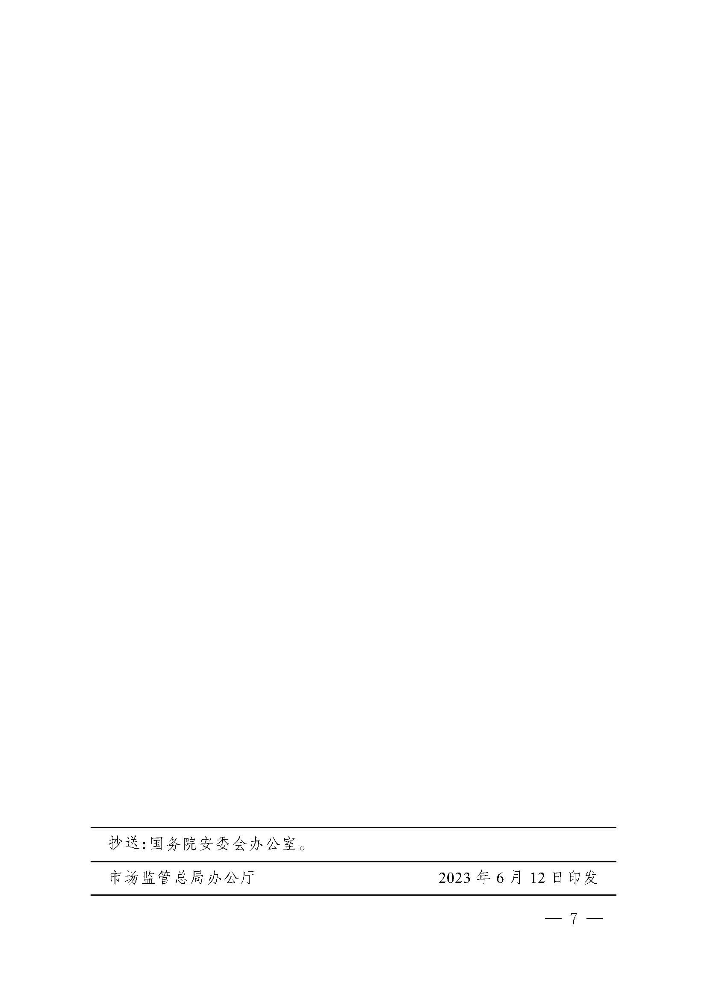 抄送:国务院安委会办公室。
市场监管总局办公厅 2023 年 6 月 12 日印发
— 7 —